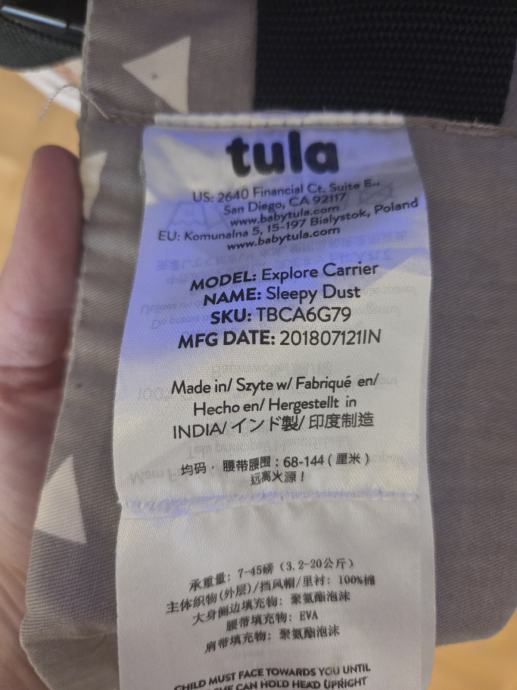 tula
US: 2640 Financial Ct. Suite E.,
San Diego, CA 92117
www.babytula.com
EU: Komunalna 5, 15-197 Bialystok, Poland
www.babytula.com
MODEL: Explore Carrier
NAME: Sleepy Dust
SKU: TBCA6G79
MFG DATE: 201807121IN
Made in/ Szyte w/ Fabriqué en/
Hecho en/ Hergestellt in
INDIA/ インド製/ 印度制造
均码 · 腰带腰围：68-144 ( 厘米 )
远离火源！
承重量：7-45磅 ( 3.2-20公斤 )
主体织物(外层)/挡风帽/里衬：100%棉
大身侧边填充物：聚氨酯泡沫
腰带填充物：EVA
肩带填充物：聚氨酯泡沫
CHILD MUST FACE TOWARDS YOU UNTIL
CAN HOLD HEAD UPRIGHT